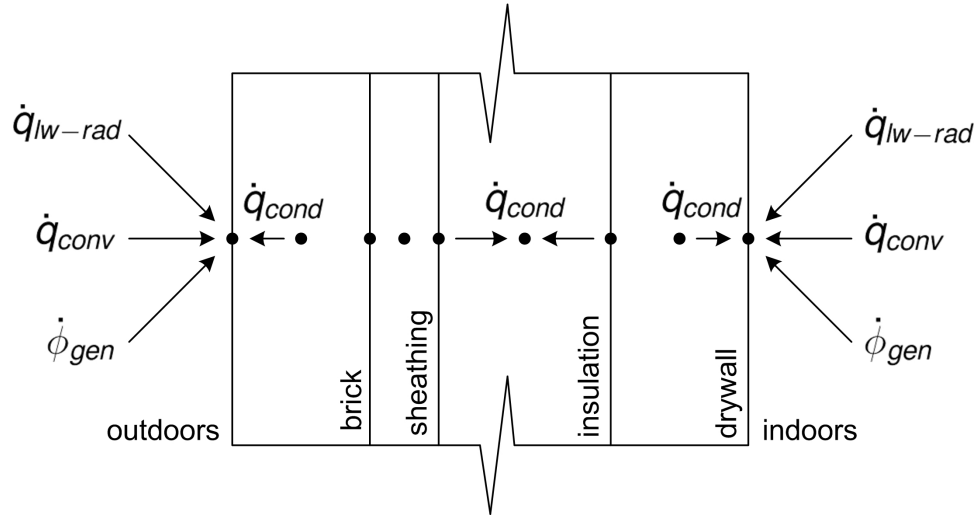 q̇lw−rad
q̇conv
ϕ̇gen
outdoors
q̇cond
brick
sheathing
q̇cond
insulation
q̇cond
drywall
q̇lw−rad
q̇conv
ϕ̇gen
indoors